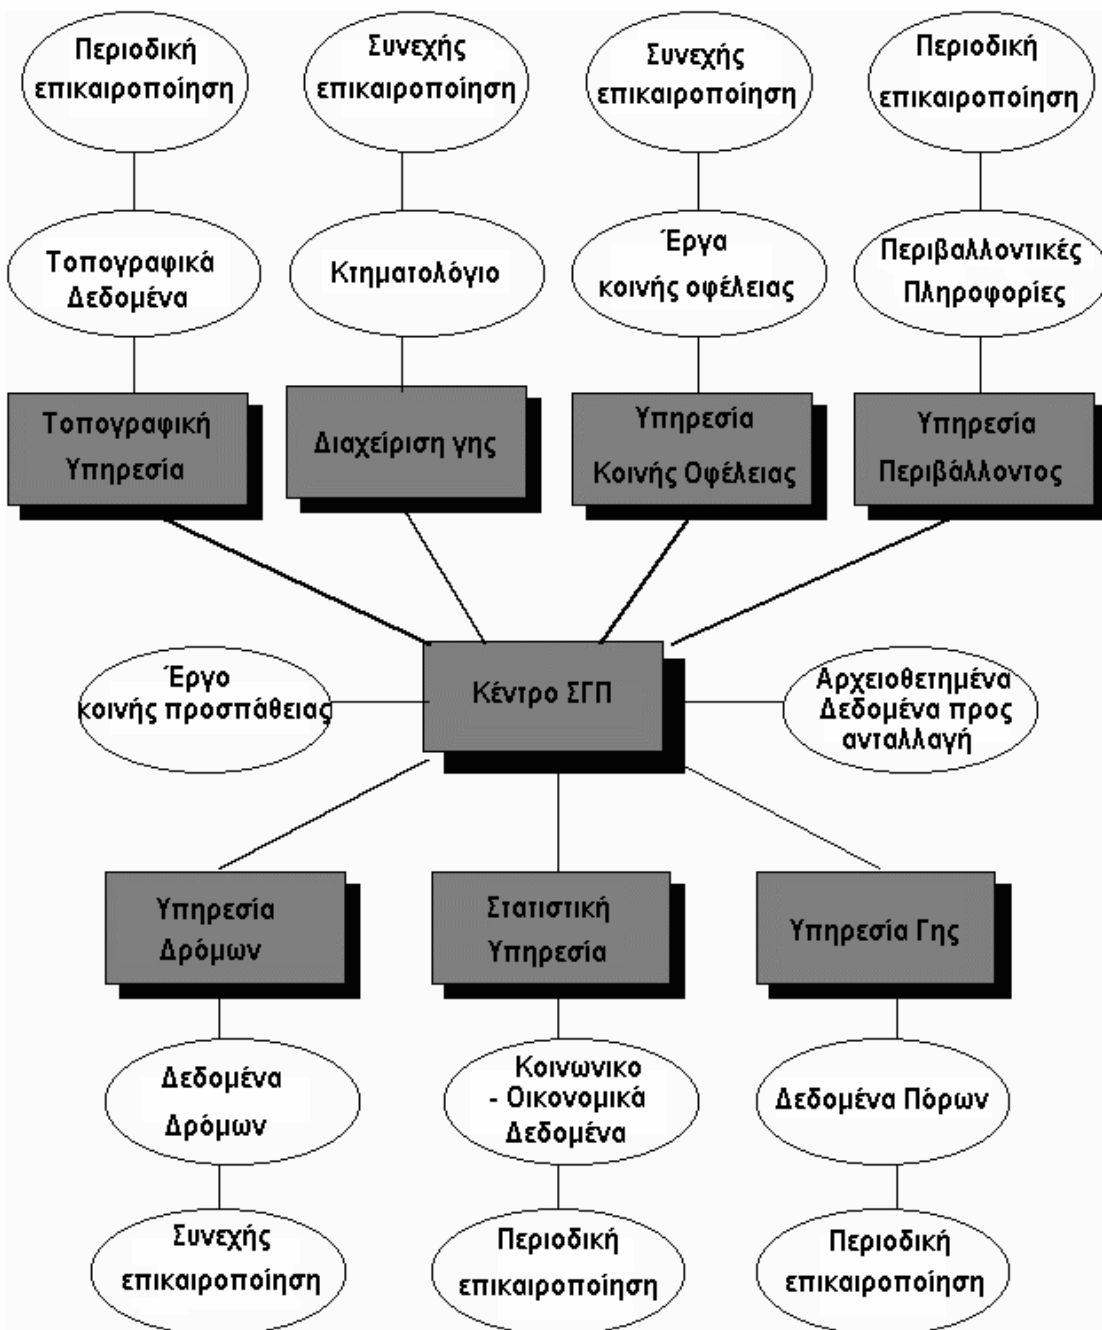 Περιοδική
επικαιροποίηση
Συνεχής
επικαιροποίηση
Συνεχής
επικαιροποίηση
Περιοδική
επικαιροποίηση
Τοπογραφικά
Δεδομένα
Κτηματολόγιο
Έργα
κοινής οφέλειας
Περιβαλλοντικές
Πληροφορίες
Τοπογραφική
Υπηρεσία
Διαχείριση γης
Υπηρεσία
Κοινής Οφέλειας
Υπηρεσία
Περιβάλλοντος
Έργο
κοινής προσπάθειας
Κέντρο ΣΓΠ
Αρχειοθετημένα
Δεδομένα προς
ανταλλαγή
Υπηρεσία
Δρόμων
Στατιστική
Υπηρεσία
Υπηρεσία Γης
Δεδομένα
Δρόμων
Κοινωνικο
- Οικονομικά
Δεδομένα
Δεδομένα Πόρων
Συνεχής
επικαιροποίηση
Περιοδική
επικαιροποίηση
Περιοδική
επικαιροποίηση